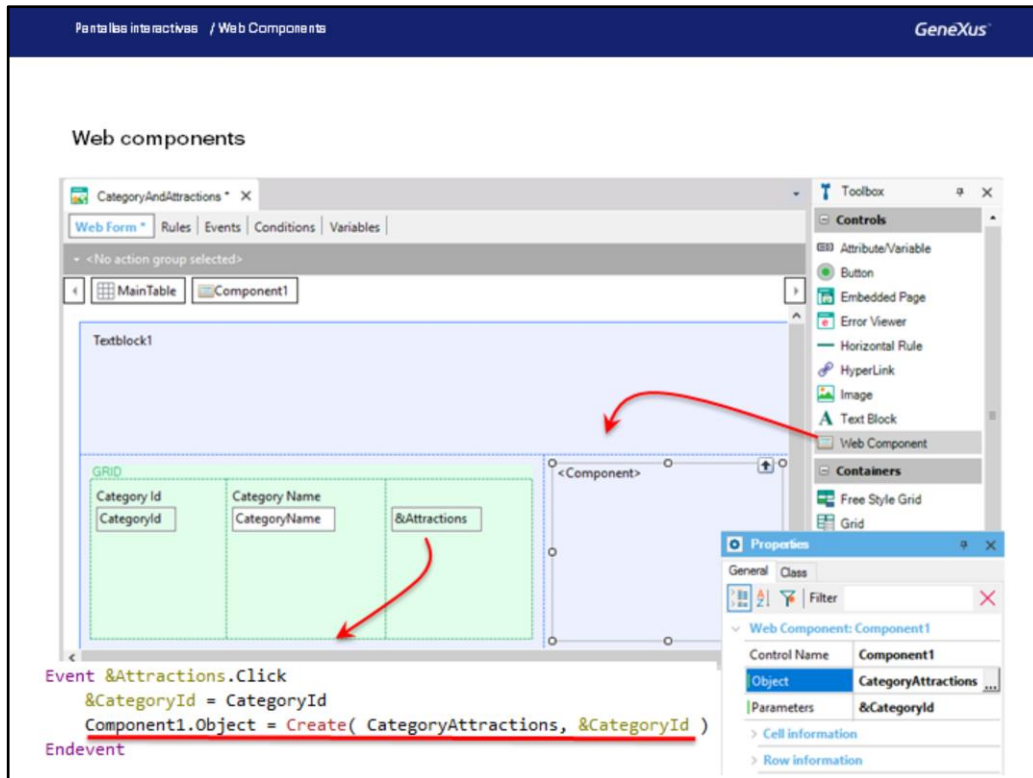 Pantallas interactivas / Web Components
GeneXus
Web components
CategoryAndAttractions * X
Web Form * Rules Events Conditions Variables
<No action group selected>
MainTable Component1
Textblock1
GRID
Category Id Category Name
CategoryId CategoryName &Attractions
<Component>
Toolbox
Controls
Attribute/Variable
Button
Embedded Page
Error Viewer
Horizontal Rule
HyperLink
Image
Text Block
Web Component
Containers
Free Style Grid
Grid
Properties
General Class
Filter
Web Component: Component1
Control Name Component1
Object CategoryAttractions ...
Parameters &CategoryId
> Cell information
> Row information
Event &Attractions.Click
&CategoryId = CategoryId
Component1.Object = Create( CategoryAttractions, &CategoryId )
Endevent